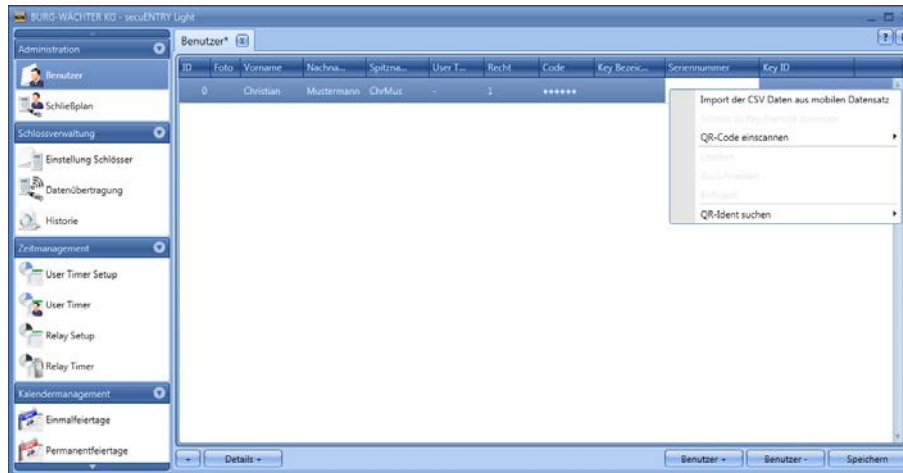 BURG-WÄCHTER KG - secuENTRY Light
Administration
Benutzer
Schließplan
Schlossverwaltung
Einstellung Schlösser
Datenübertragung
Historie
Zeitmanagement
User Timer Setup
User Timer
Relay Setup
Relay Timer
Kalendermanagement
Einmalfeiertage
Permanentfeiertage
Benutzer*
ID Foto Vorname Nachna... Spitzna... User T... Recht Code Key Bezeic... Seriennummer Key ID
0 Christian Mustermann ChrMus - 1 ******
Import der CSV Daten aus mobilen Datensatz
QR-Code einscannen
Ausschneiden
Einfügen
QR-Ident suchen
- Details - Benutzer + Benutzer - Speichern